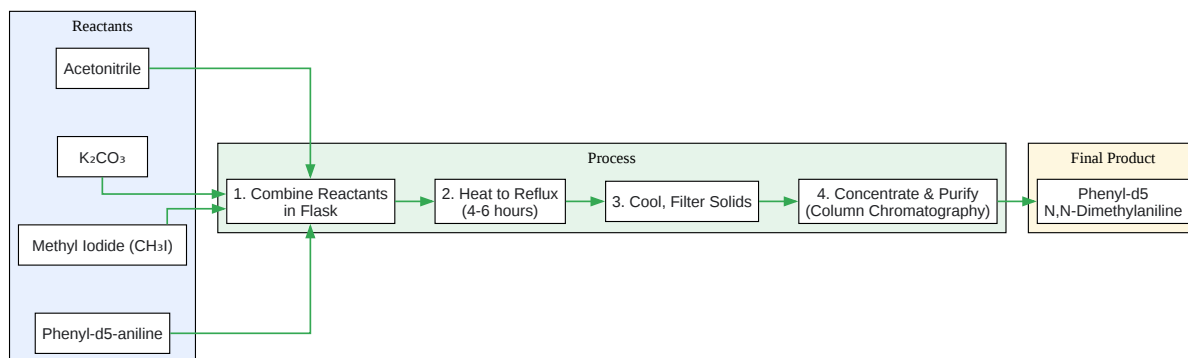 Reactants
Acetonitrile
K₂CO₃
Methyl Iodide (CH₃I)
Phenyl-d5-aniline
Process
1. Combine Reactants
in Flask
2. Heat to Reflux
(4-6 hours)
3. Cool, Filter Solids
4. Concentrate & Purify
(Column Chromatography)
Final Product
Phenyl-d5
N,N-Dimethylaniline